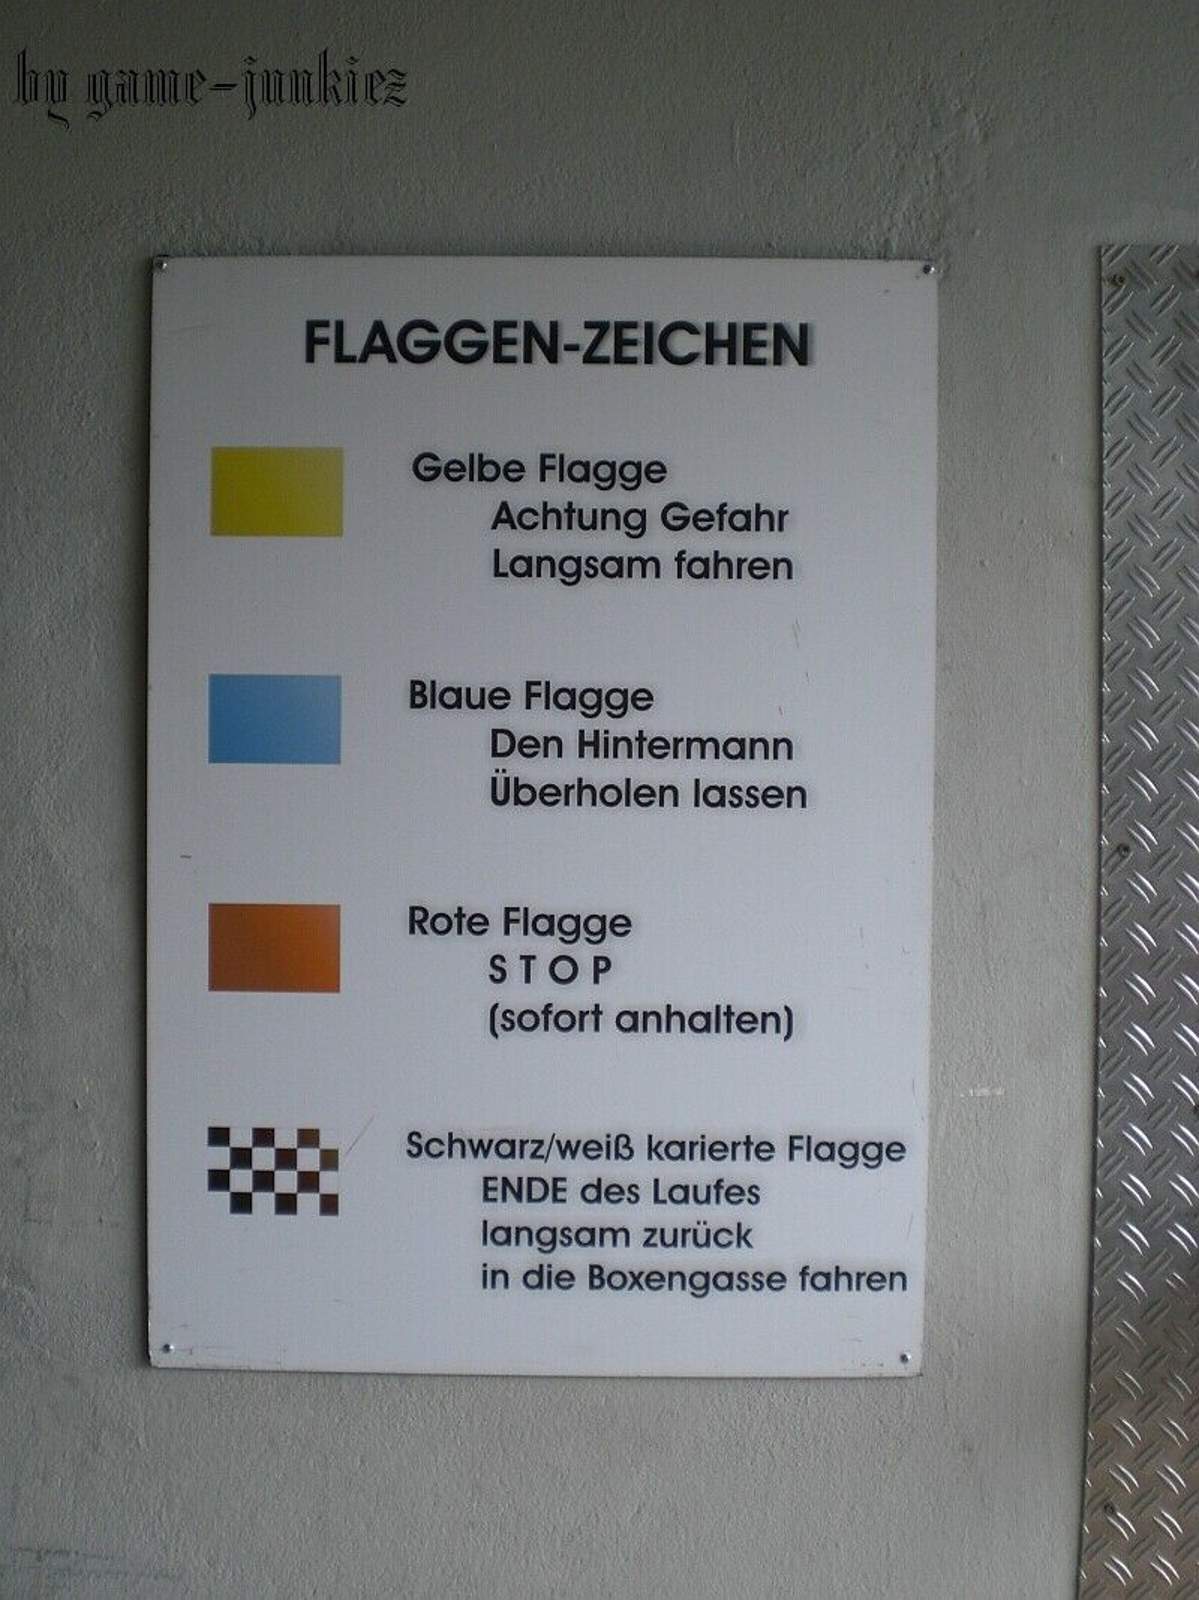 by game-junkiez
FLAGGEN-ZEICHEN
Gelbe Flagge
Achtung Gefahr
Langsam fahren
Blaue Flagge
Den Hintermann
Überholen lassen
Rote Flagge
S T O P
(sofort anhalten)
Schwarz/weiß karierte Flagge
ENDE des Laufes
langsam zurück
in die Boxengasse fahren